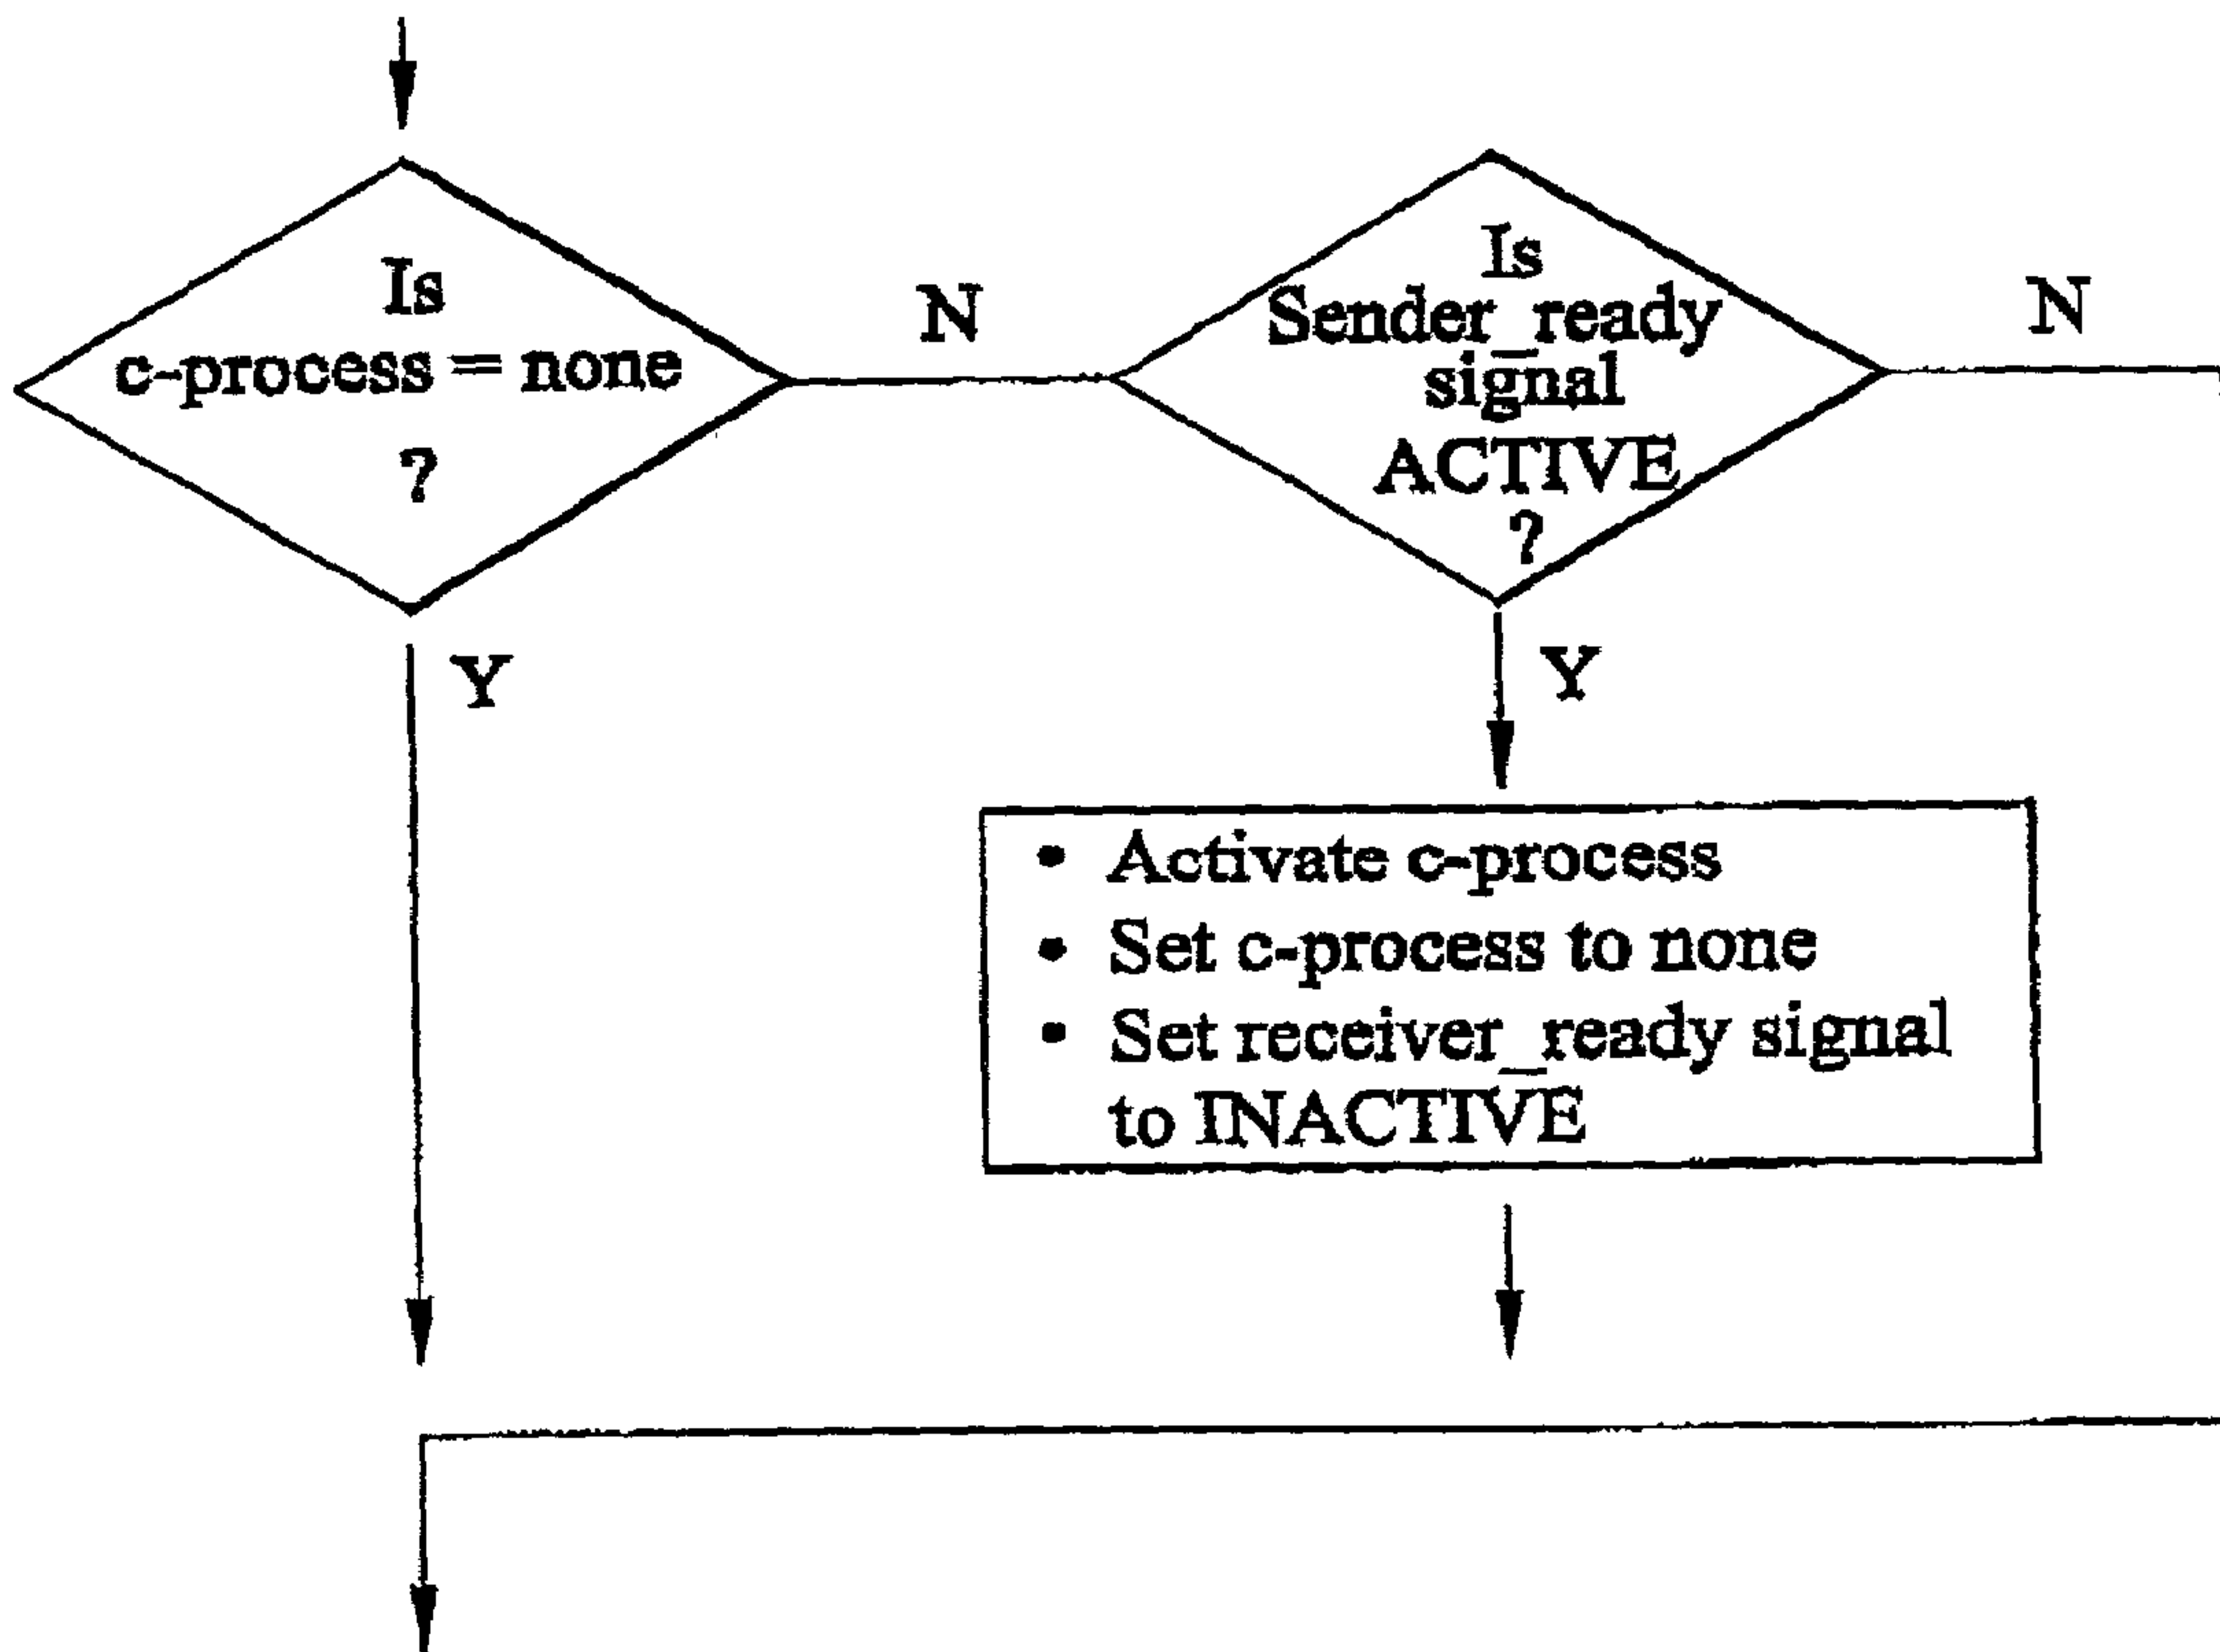 Is
c-process = none
?
N
Is
Sender_ready
signal
ACTIVE
?
N
Y
Y
• Activate c-process
• Set c-process to none
• Set receiver_ready signal
to INACTIVE